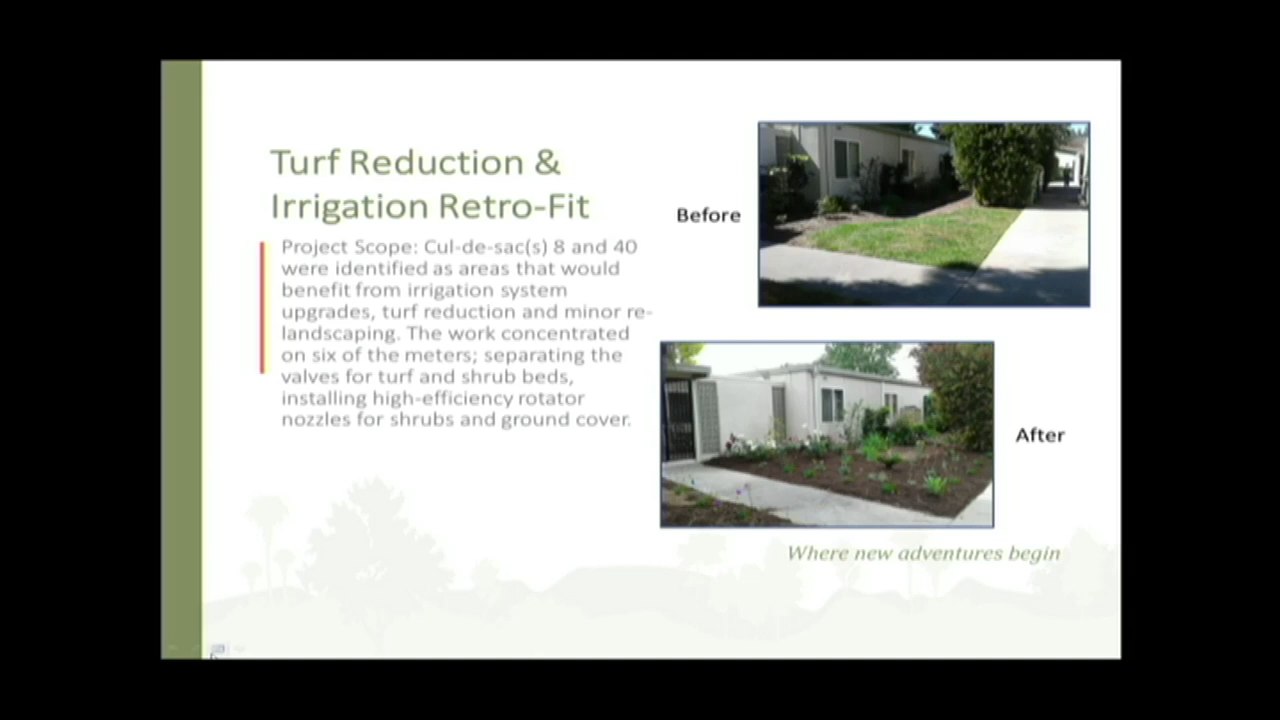 Turf Reduction &
Irrigation Retro-Fit
Project Scope: Cul-de-sac(s) 8 and 40
were identified as areas that would
benefit from irrigation system
upgrades, turf reduction and minor re-
landscaping. The work concentrated
on six of the meters; separating the
valves for turf and shrub beds,
installing high-efficiency rotator
nozzles for shrubs and ground cover.
Before
After
Where new adventures begin